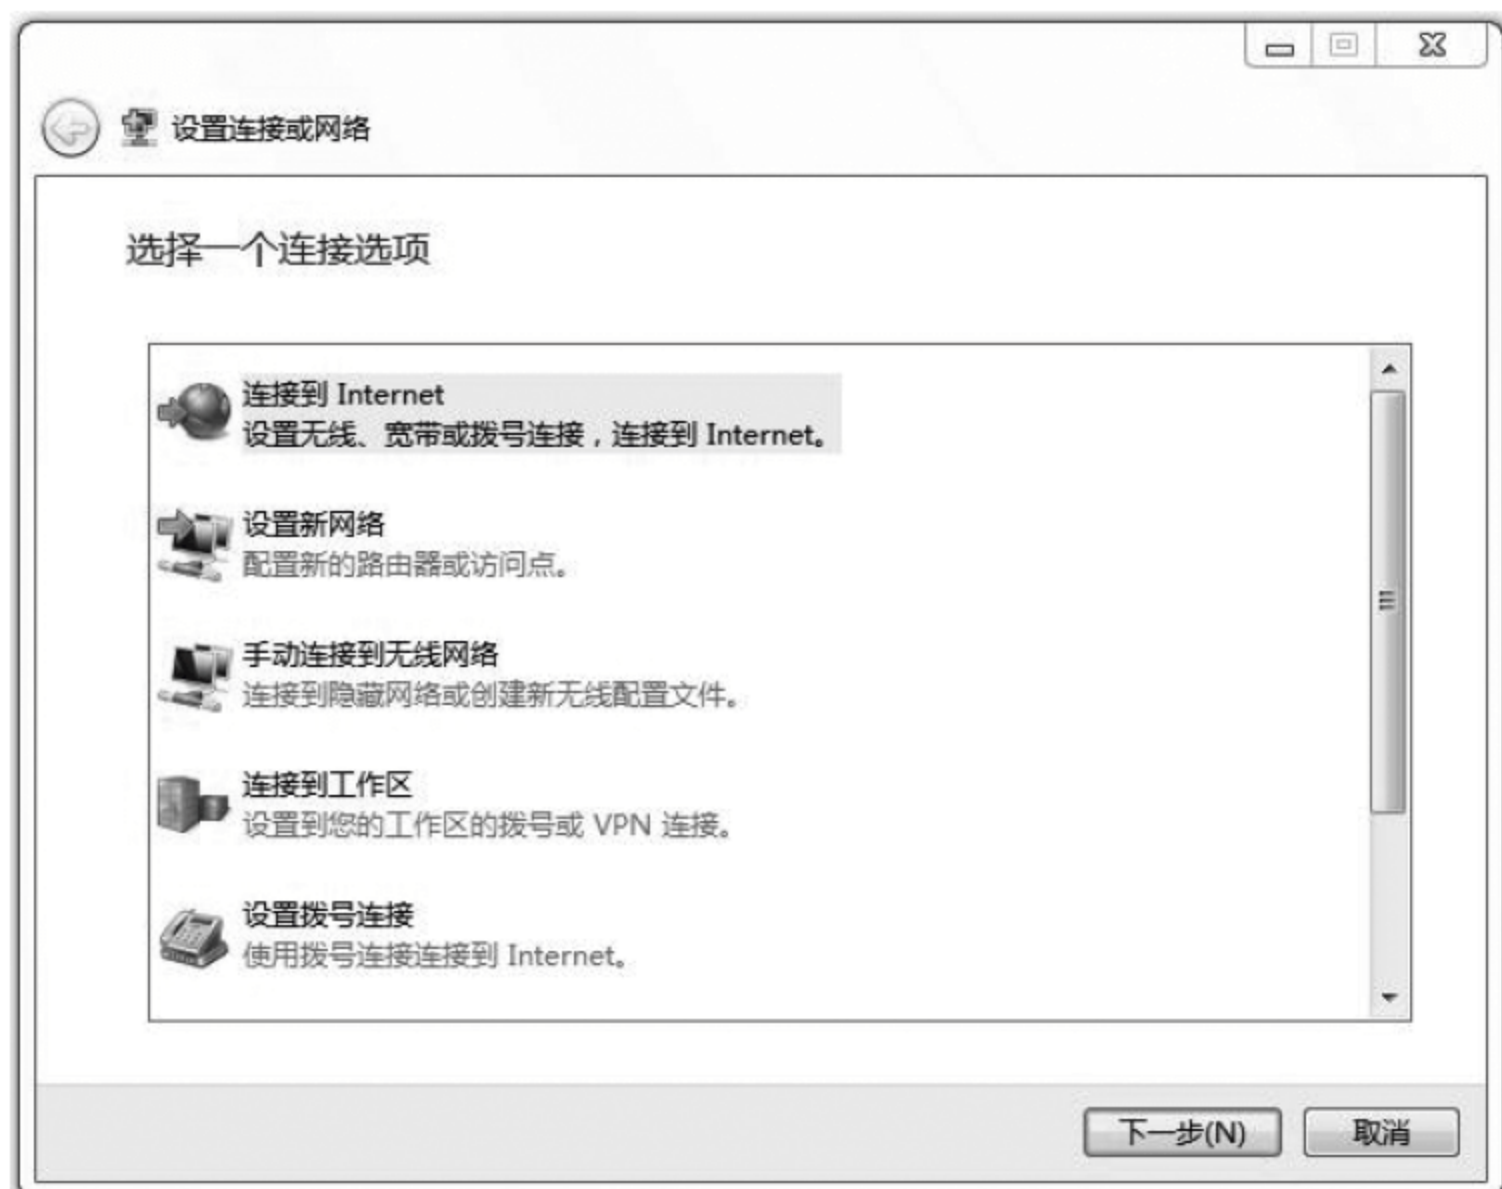 设置连接或网络
选择一个连接选项
连接到 Internet
设置无线、宽带或拨号连接，连接到 Internet。
设置新网络
配置新的路由器或访问点。
手动连接到无线网络
连接到隐藏网络或创建新无线配置文件。
连接到工作区
设置到您的工作区的拨号或 VPN 连接。
设置拨号连接
使用拨号连接连接到 Internet。
下一步(N)
取消